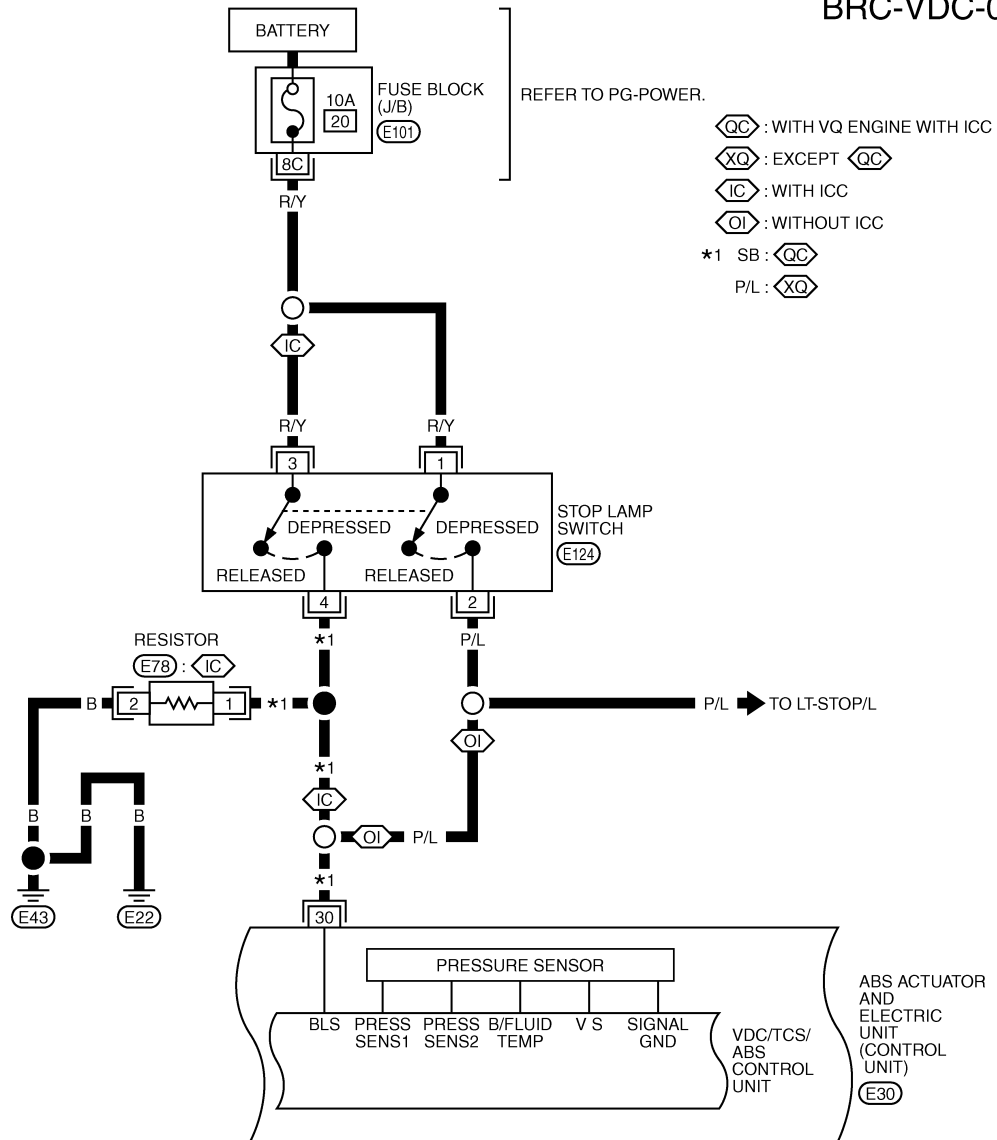 BRC-VDC-0
BATTERY
FUSE BLOCK
(J/B)
10A
20
E101
8C
REFER TO PG-POWER.
QC : WITH VQ ENGINE WITH ICC
XQ : EXCEPT QC
IC : WITH ICC
OI : WITHOUT ICC
*1 SB : QC
P/L : XQ
R/Y
IC
R/Y R/Y
3 1
STOP LAMP
SWITCH
E124
DEPRESSED DEPRESSED
RELEASED RELEASED
4 2
*1 P/L
RESISTOR
E78 : IC
B 2 1 *1
P/L TO LT-STOP/L
OI
*1
IC
OI P/L
B B B
*1
E43 E22
30
PRESSURE SENSOR
BLS
PRESS
SENS1
PRESS
SENS2
B/FLUID
TEMP
V S
SIGNAL
GND
VDC/TCS/
ABS
CONTROL
UNIT
ABS ACTUATOR
AND
ELECTRIC
UNIT
(CONTROL
UNIT)
E30